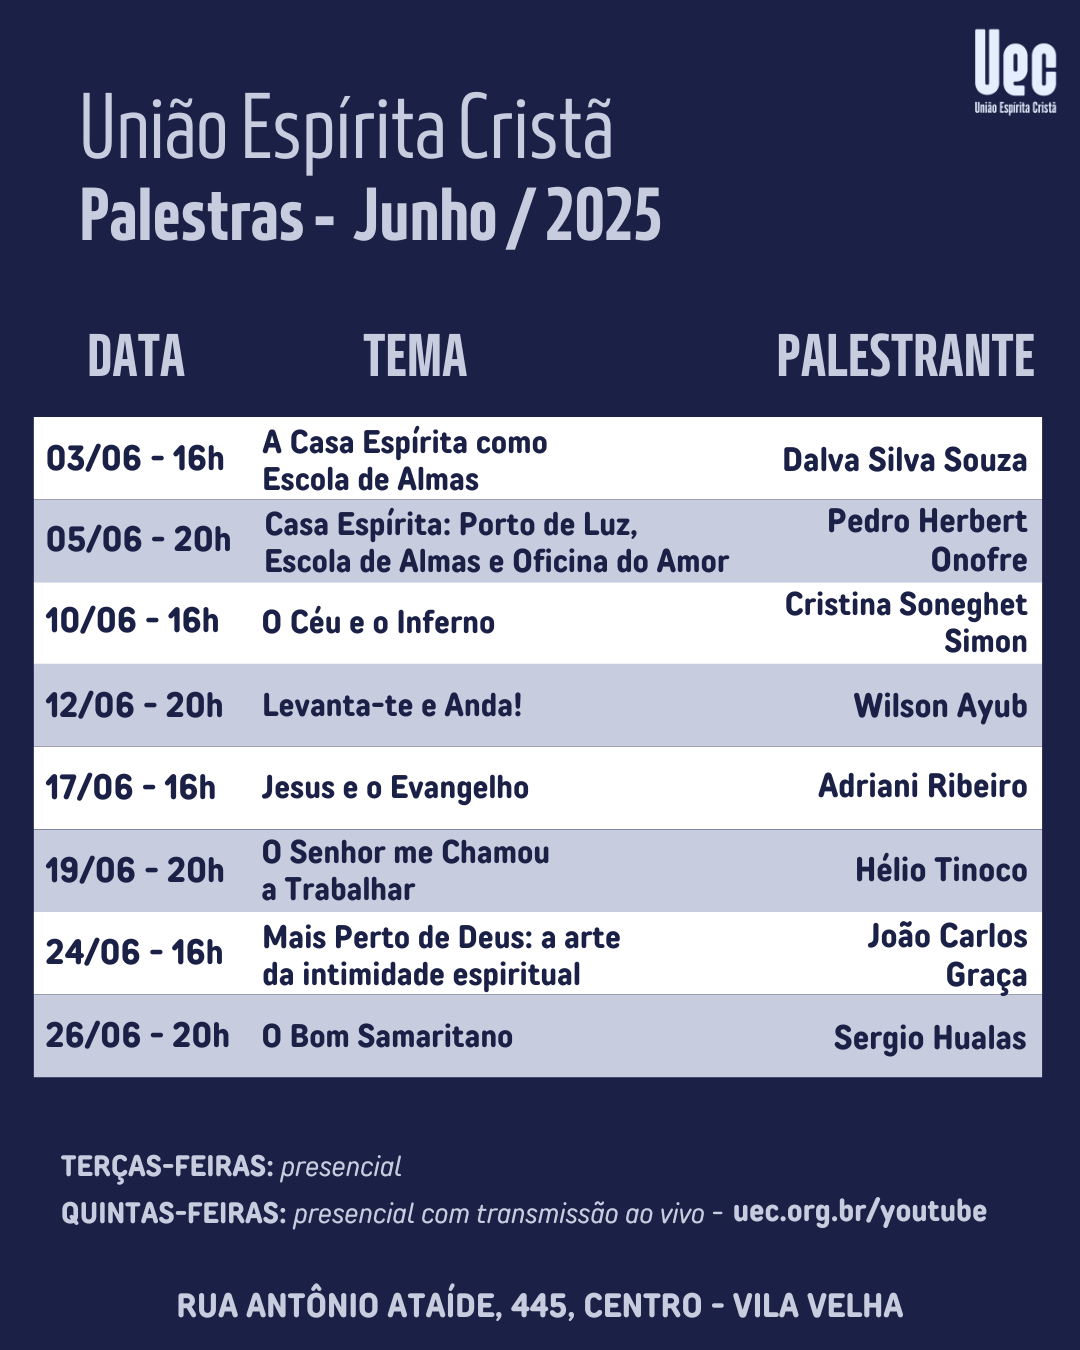 Uec
União Espírita Cristã
União Espírita Cristã
Palestras - Junho / 2025
DATA TEMA PALESTRANTE
03/06 - 16h A Casa Espírita como
Escola de Almas Dalva Silva Souza
05/06 - 20h Casa Espírita: Porto de Luz,
Escola de Almas e Oficina do Amor Pedro Herbert
Onofre
10/06 - 16h O Céu e o Inferno Cristina Soneghet
Simon
12/06 - 20h Levanta-te e Anda! Wilson Ayub
17/06 - 16h Jesus e o Evangelho Adriani Ribeiro
19/06 - 20h O Senhor me Chamou
a Trabalhar Hélio Tinoco
24/06 - 16h Mais Perto de Deus: a arte
da intimidade espiritual João Carlos
Graça
26/06 - 20h O Bom Samaritano Sergio Hualas
TERÇAS-FEIRAS: presencial
QUINTAS-FEIRAS: presencial com transmissão ao vivo - uec.org.br/youtube
RUA ANTÔNIO ATAÍDE, 445, CENTRO - VILA VELHA